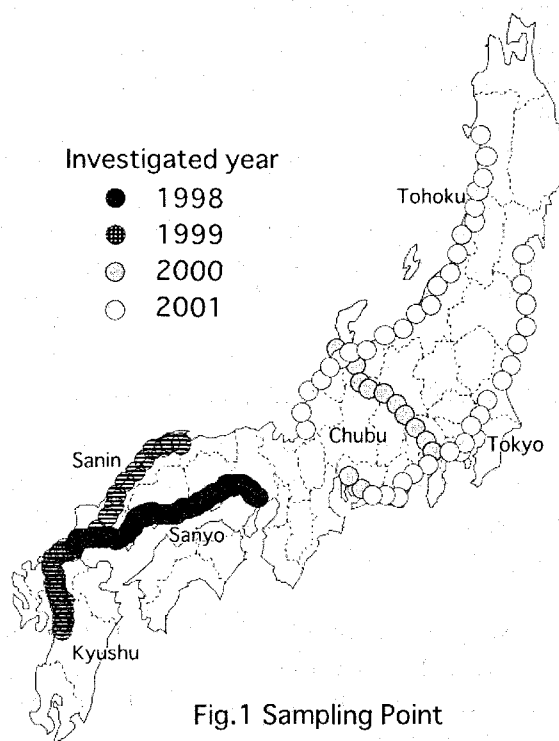 Investigated year
1998
1999
2000
2001
Tohoku
Chubu
Tokyo
Sanin
Sanyo
Kyushu
Fig.1 Sampling Point